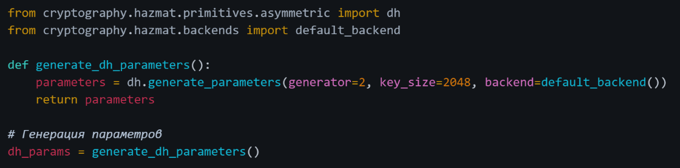 from cryptography.hazmat.primitives.asymmetric import dh
from cryptography.hazmat.backends import default_backend

def generate_dh_parameters():
    parameters = dh.generate_parameters(generator=2, key_size=2048, backend=default_backend())
    return parameters

# Генерация параметров
dh_params = generate_dh_parameters()